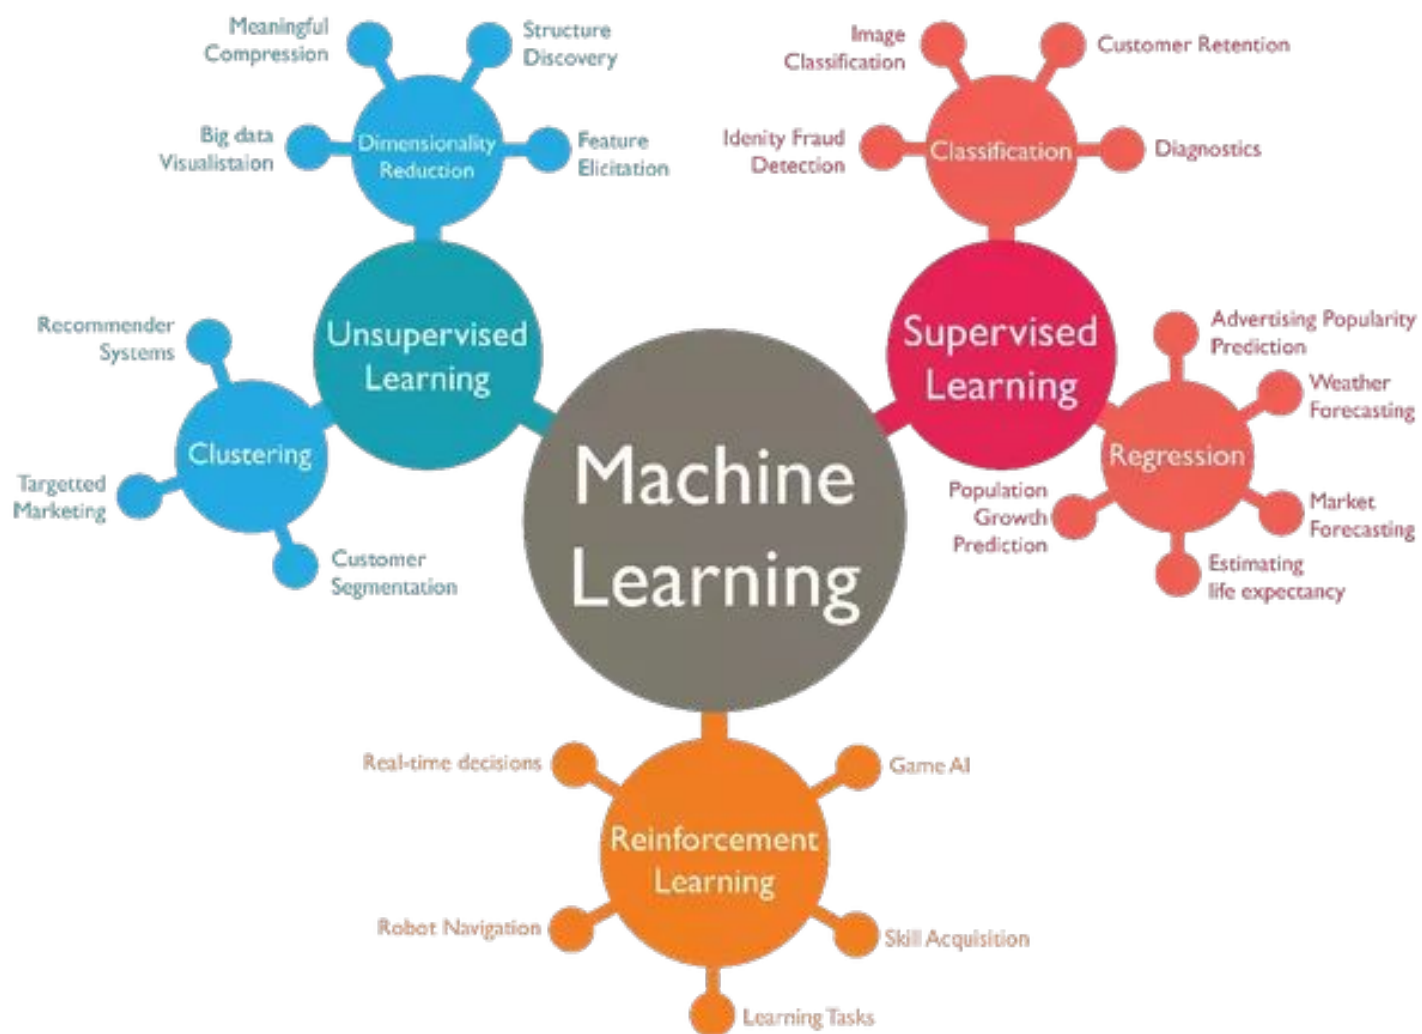 Meaningful
Compression
Structure
Discovery
Big data
Visualistaion
Dimensionality
Reduction
Feature
Elicitation
Image
Classification
Customer Retention
Idenity Fraud
Detection
Classification
Diagnostics
Unsupervised
Learning
Supervised
Learning
Recommender
Systems
Clustering
Targetted
Marketing
Customer
Segmentation
Machine
Learning
Advertising Popularity
Prediction
Weather
Forecasting
Regression
Population
Growth
Prediction
Market
Forecasting
Estimating
life expectancy
Real-time decisions
Game AI
Reinforcement
Learning
Robot Navigation
Skill Acquisition
Learning Tasks